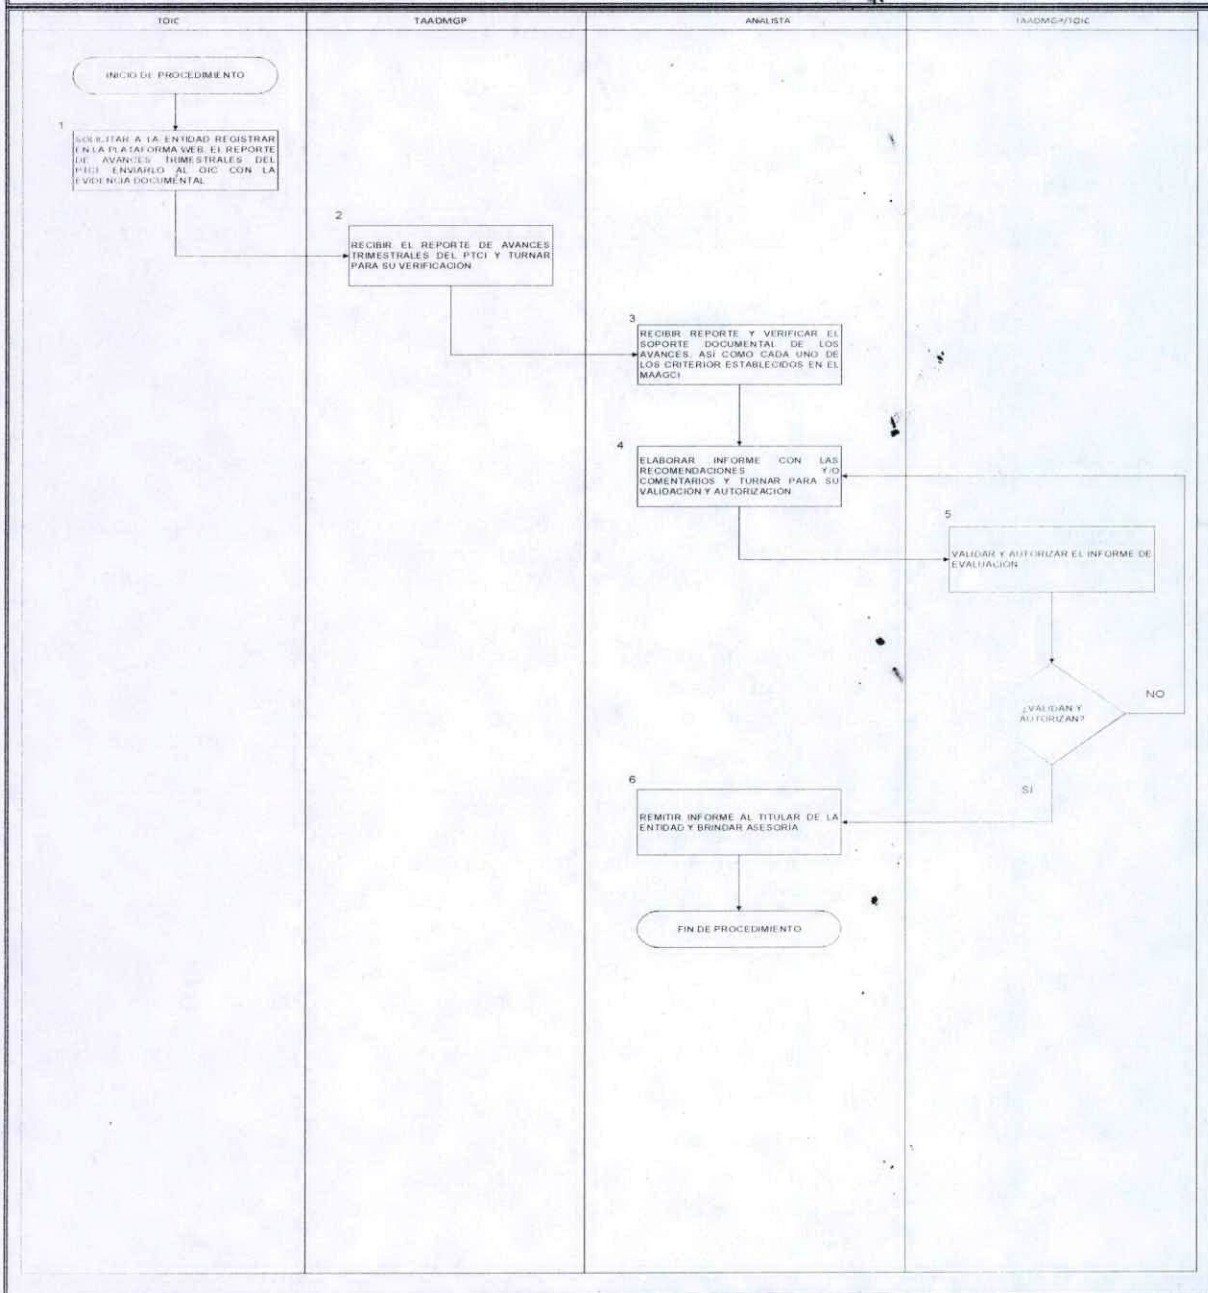 TOIC
TAADMGP
ANALISTA
TAADMGP/TOIC
INICIO DE PROCEDIMIENTO
1
SOLICITAR A LA ENTIDAD REGISTRAR
EN LA PLATAFORMA WEB, EL REPORTE
DE AVANCES TRIMESTRALES DEL
PTCI ENVIARLO AL OIC CON LA
EVIDENCIA DOCUMENTAL
2
RECIBIR EL REPORTE DE AVANCES
TRIMESTRALES DEL PTCI Y TURNAR
PARA SU VERIFICACIÓN
3
RECIBIR REPORTE Y VERIFICAR EL
SOPORTE DOCUMENTAL DE LOS
AVANCES, ASÍ COMO CADA UNO DE
LOS CRITERIOR ESTABLECIDOS EN EL
MAAGCI
4
ELABORAR INFORME CON LAS
RECOMENDACIONES Y/O
COMENTARIOS Y TURNAR PARA SU
VALIDACIÓN Y AUTORIZACIÓN
5
VALIDAR Y AUTORIZAR EL INFORME DE
EVALUACIÓN
¿VALIDAN Y
AUTORIZAN?
NO
SI
6
REMITIR INFORME AL TITULAR DE LA
ENTIDAD Y BRINDAR ASESORÍA
FIN DE PROCEDIMIENTO